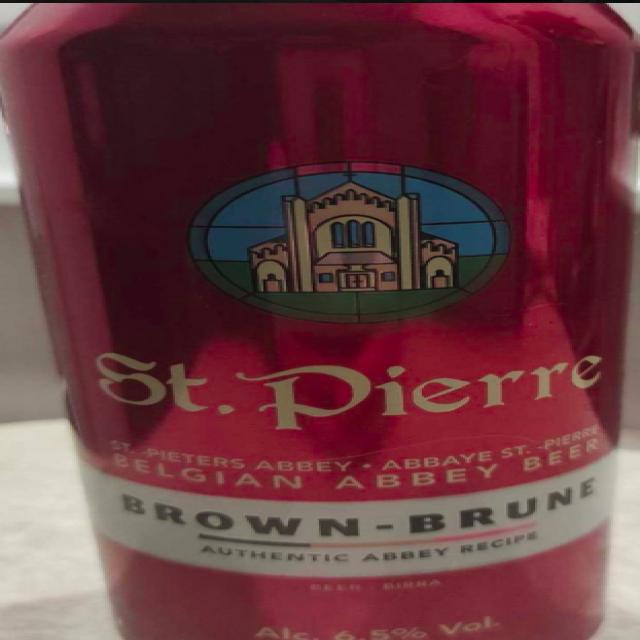 St. Pierre
ST. PIETERS ABBEY • ABBAYE ST. PIERRE
BELGIAN ABBEY BEER
BROWN-BRUNE
AUTHENTIC ABBEY RECIPE
BEER - BIRRA
Alc. 6.5% Vol.